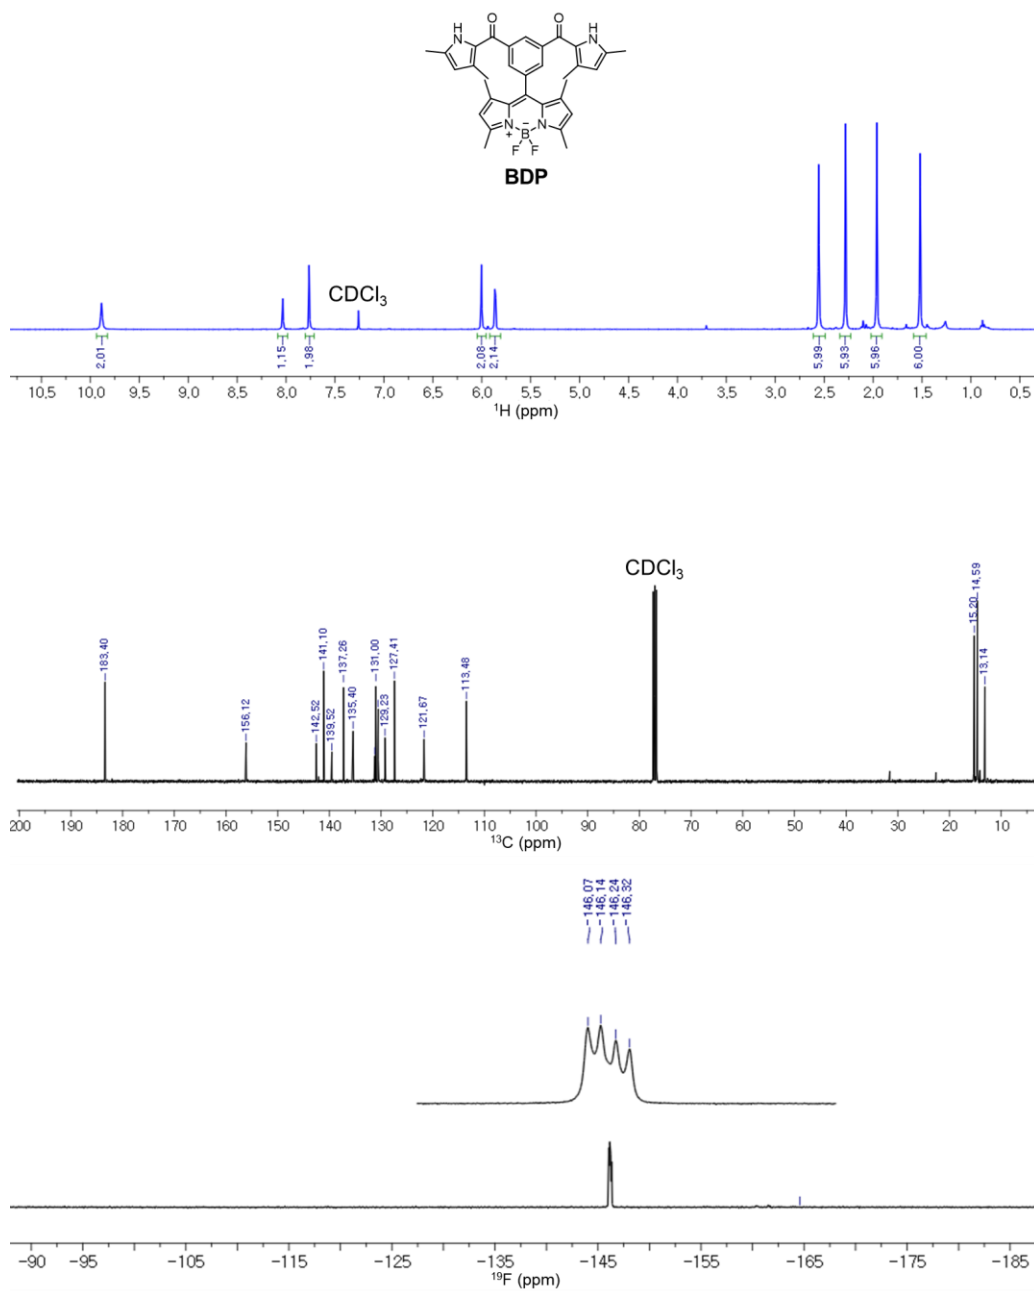 O O
H N N H
N + B − N
F F
BDP
CDCl3
2,01 1,15 1,98 2,08 2,14 5,99 5,93 5,96 6,00
10,5 10,0 9,5 9,0 8,5 8,0 7,5 7,0 6,5 6,0 5,5 5,0 4,5 4,0 3,5 3,0 2,5 2,0 1,5 1,0 0,5
1H (ppm)
CDCl3
183,40 156,12 142,52 141,10 139,52 137,26 135,40 131,00 129,23 127,41 121,67 113,48 15,20 14,59 13,14
200 190 180 170 160 150 140 130 120 110 100 90 80 70 60 50 40 30 20 10
13C (ppm)
-146,07 -146,14 -146,24 -146,32
-90 -95 -105 -115 -125 -135 -145 -155 -165 -175 -185
19F (ppm)